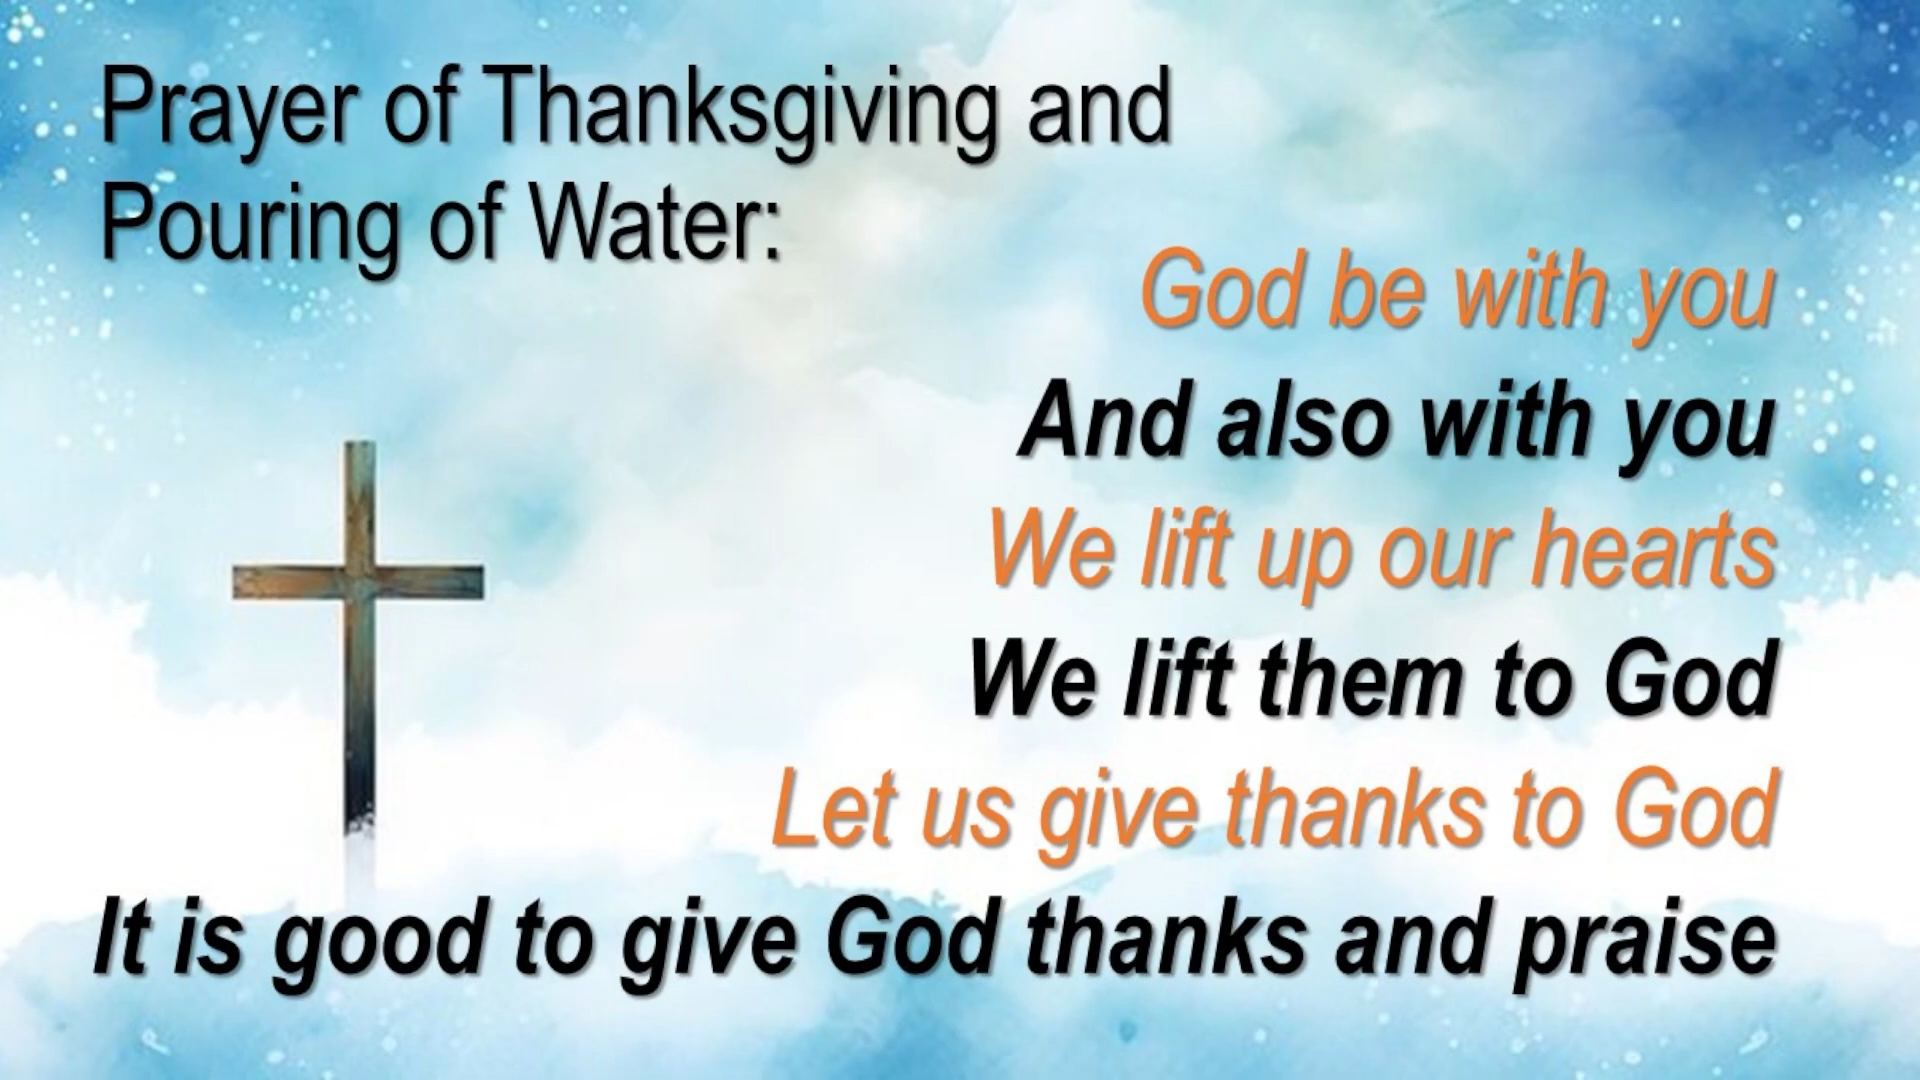 Prayer of Thanksgiving and
Pouring of Water:
God be with you
And also with you
We lift up our hearts
We lift them to God
Let us give thanks to God
It is good to give God thanks and praise